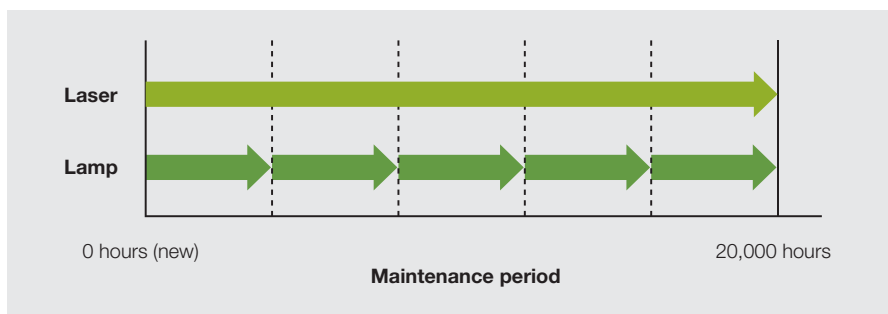 Laser
Lamp
0 hours (new)
20,000 hours
Maintenance period